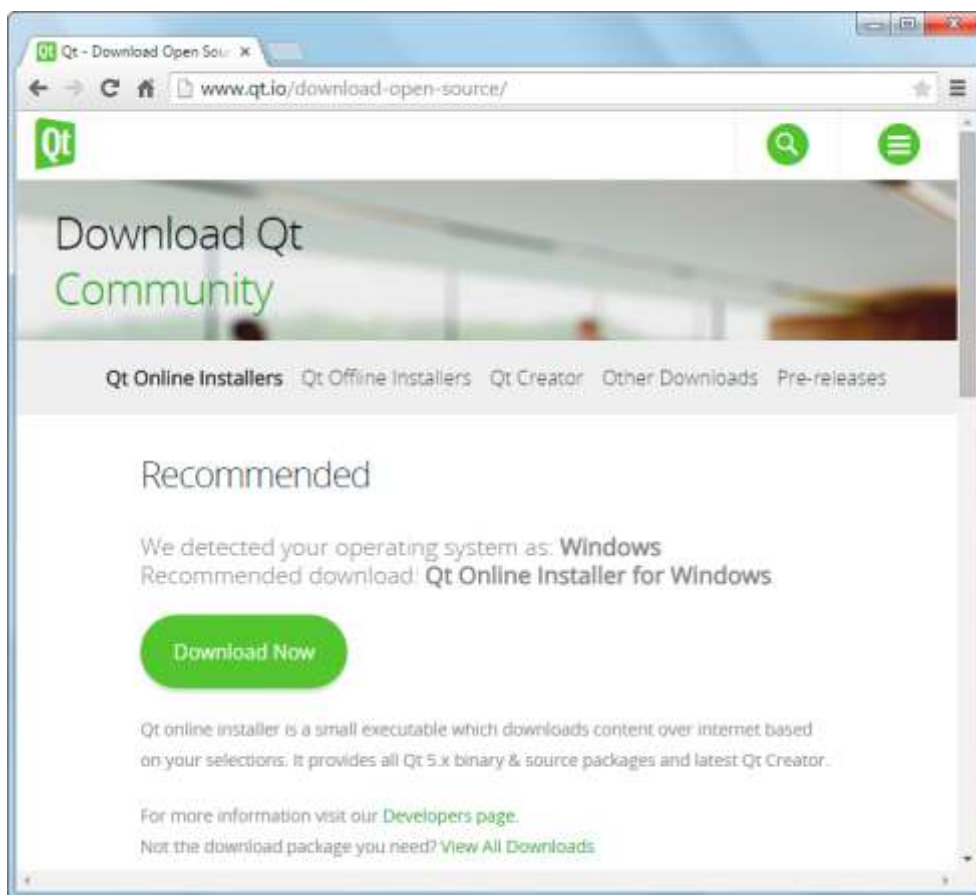 Qt - Download Open Sour
www.qt.io/download-open-source/
Qt
Download Qt
Community
Qt Online Installers Qt Offline Installers Qt Creator Other Downloads Pre-releases
Recommended
We detected your operating system as: Windows
Recommended download: Qt Online Installer for Windows
Download Now
Qt online installer is a small executable which downloads content over internet based
on your selections. It provides all Qt 5.x binary & source packages and latest Qt Creator.
For more information visit our Developers page.
Not the download package you need? View All Downloads